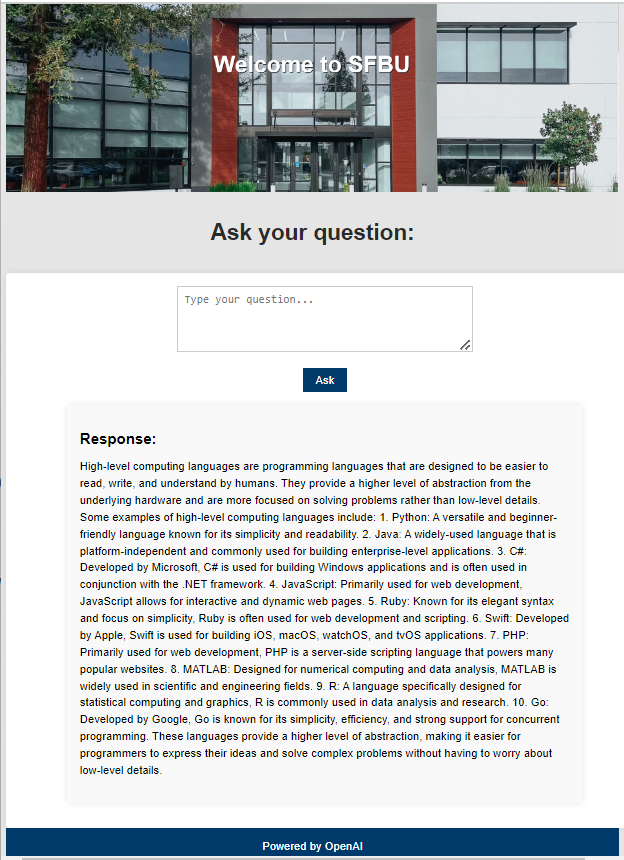 Welcome to SFBU
Ask your question:
Type your question...
Ask
Response:
High-level computing languages are programming languages that are designed to be easier to
read, write, and understand by humans. They provide a higher level of abstraction from the
underlying hardware and are more focused on solving problems rather than low-level details.
Some examples of high-level computing languages include: 1. Python: A versatile and beginner-
friendly language known for its simplicity and readability. 2. Java: A widely-used language that is
platform-independent and commonly used for building enterprise-level applications. 3. C#:
Developed by Microsoft, C# is used for building Windows applications and is often used in
conjunction with the .NET framework. 4. JavaScript: Primarily used for web development,
JavaScript allows for interactive and dynamic web pages. 5. Ruby: Known for its elegant syntax
and focus on simplicity, Ruby is often used for web development and scripting. 6. Swift: Developed
by Apple, Swift is used for building iOS, macOS, watchOS, and tvOS applications. 7. PHP:
Primarily used for web development, PHP is a server-side scripting language that powers many
popular websites. 8. MATLAB: Designed for numerical computing and data analysis, MATLAB is
widely used in scientific and engineering fields. 9. R: A language specifically designed for
statistical computing and graphics, R is commonly used in data analysis and research. 10. Go:
Developed by Google, Go is known for its simplicity, efficiency, and strong support for concurrent
programming. These languages provide a higher level of abstraction, making it easier for
programmers to express their ideas and solve complex problems without having to worry about
low-level details.
Powered by OpenAI